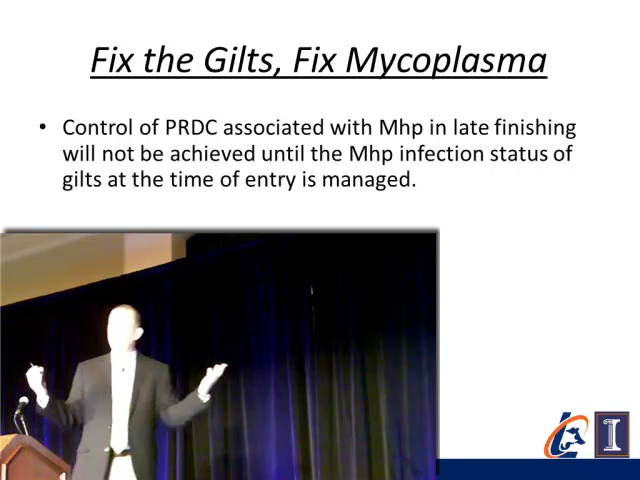 Fix the Gilts, Fix Mycoplasma
• Control of PRDC associated with Mhp in late finishing
will not be achieved until the Mhp infection status of
gilts at the time of entry is managed.
I